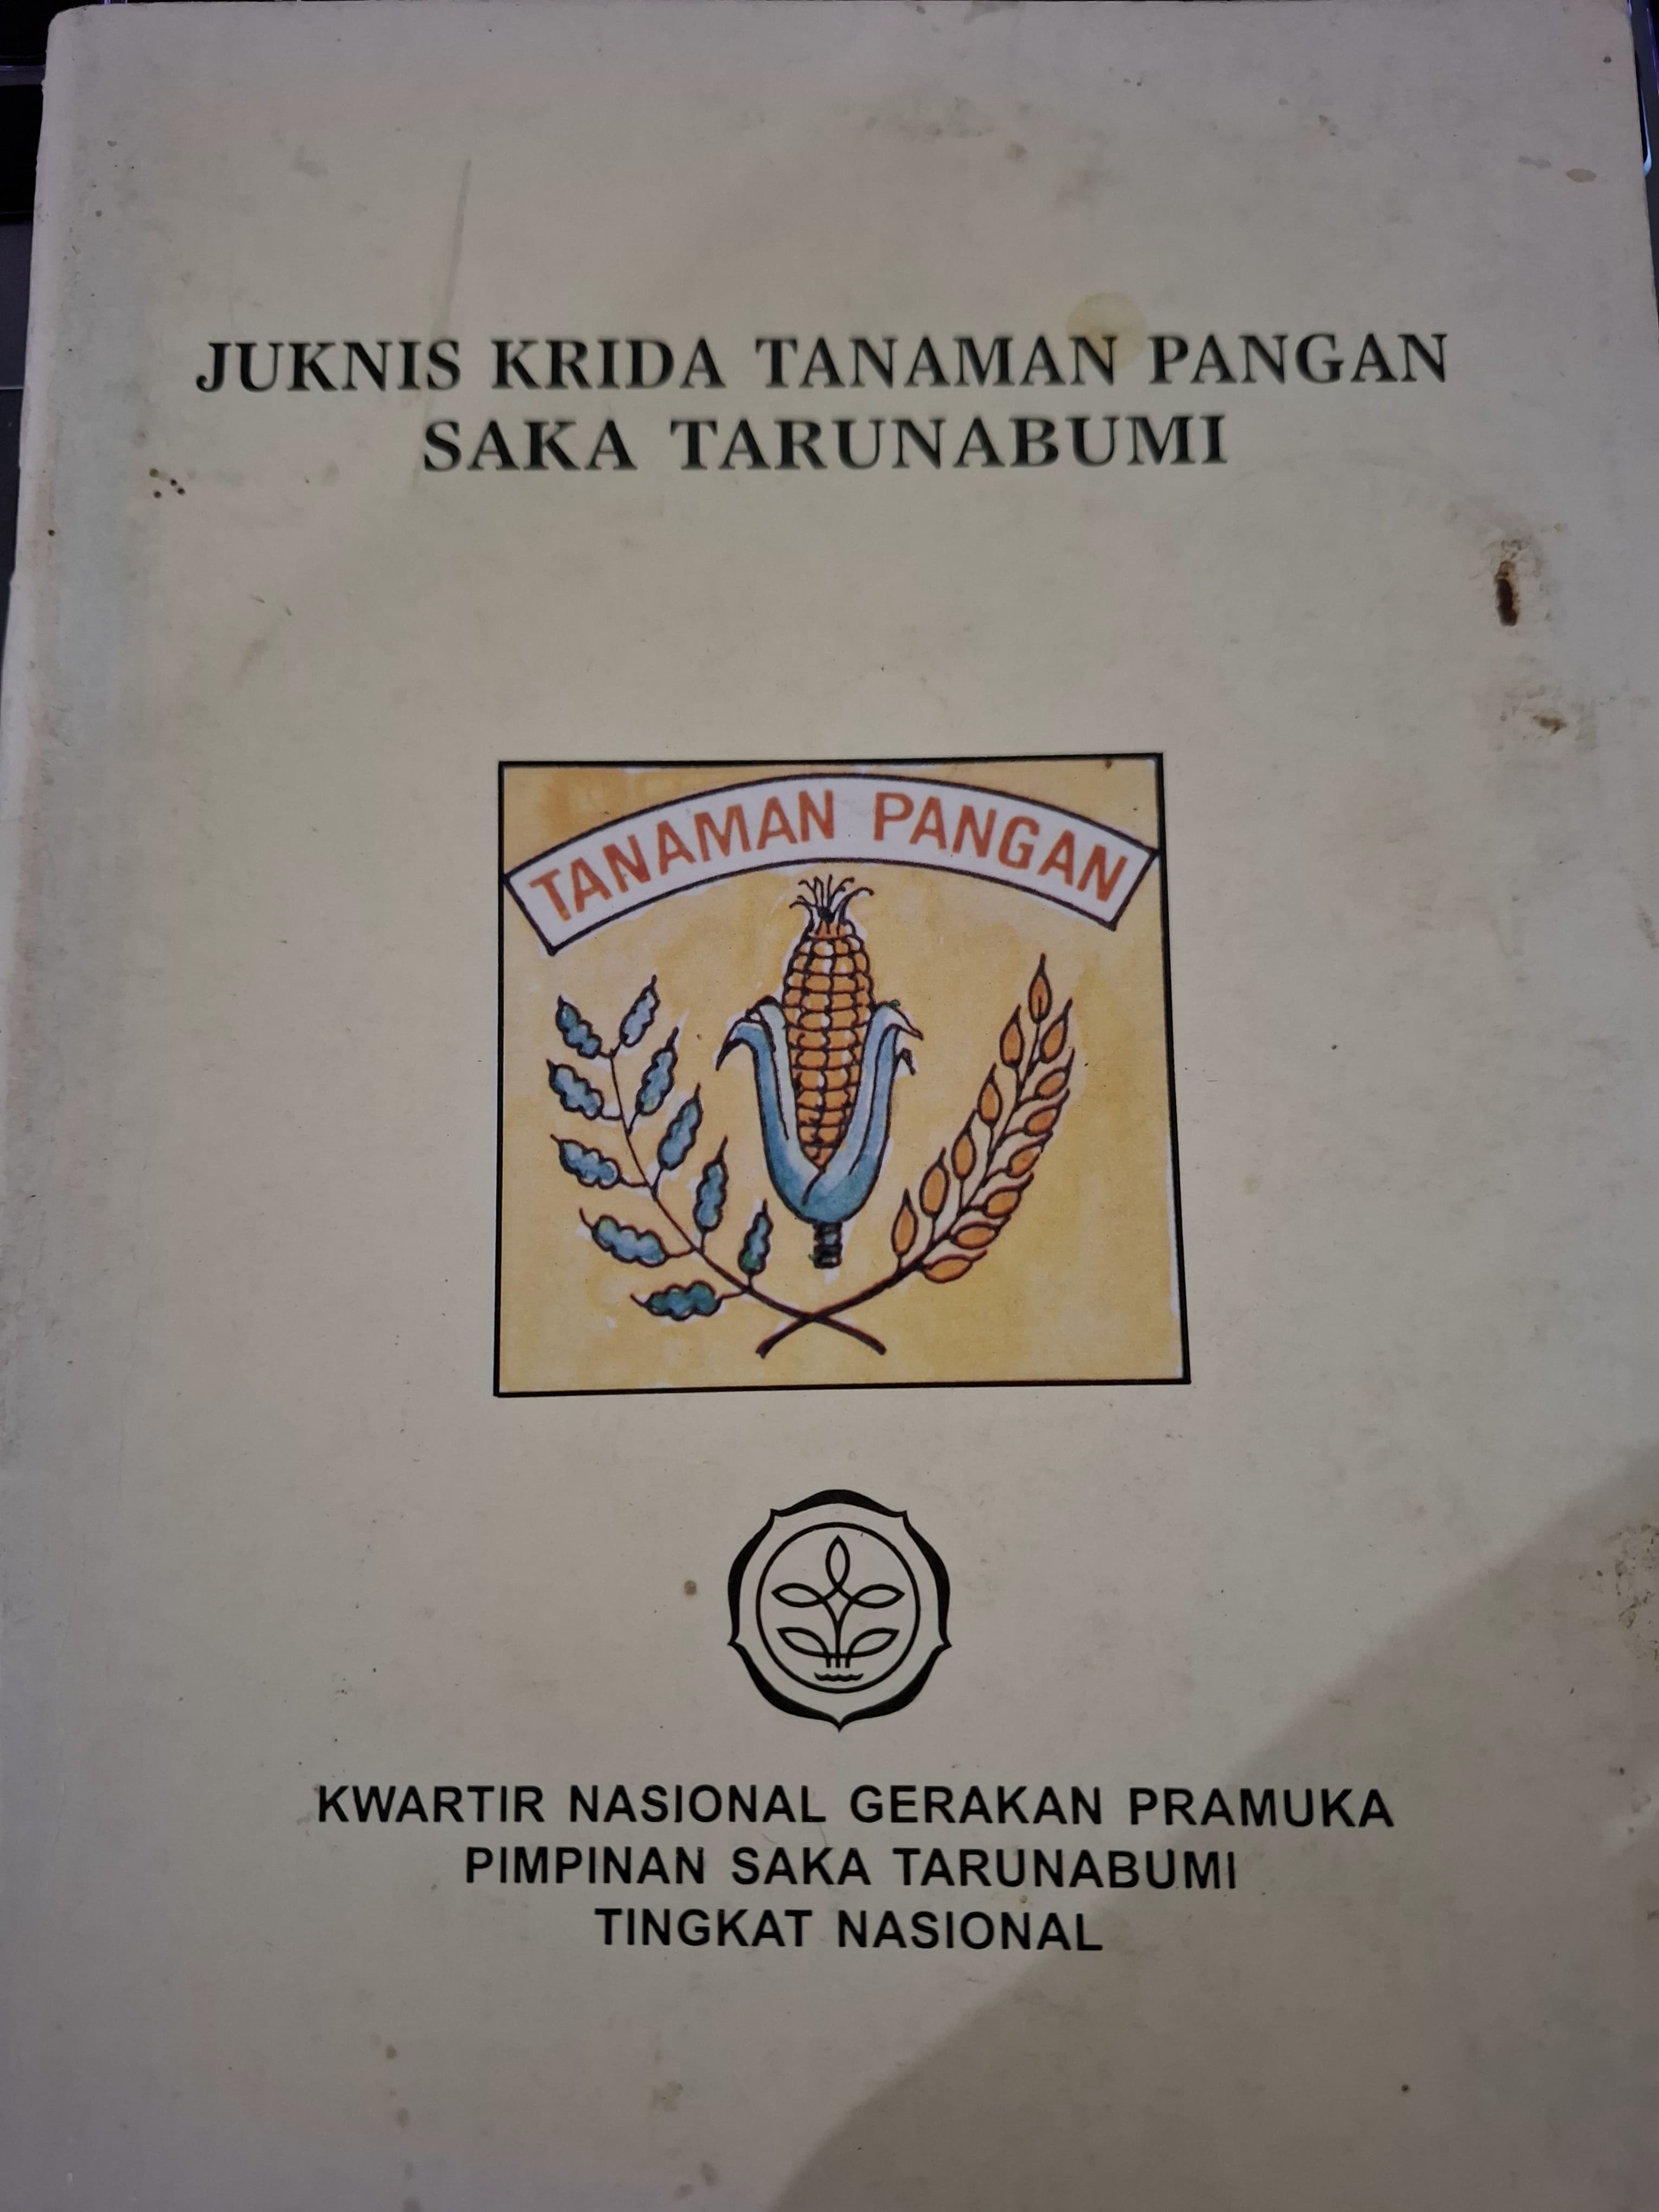 JUKNIS KRIDA TANAMAN PANGAN
SAKA TARUNABUMI
TANAMAN PANGAN
KWARTIR NASIONAL GERAKAN PRAMUKA
PIMPINAN SAKA TARUNABUMI
TINGKAT NASIONAL